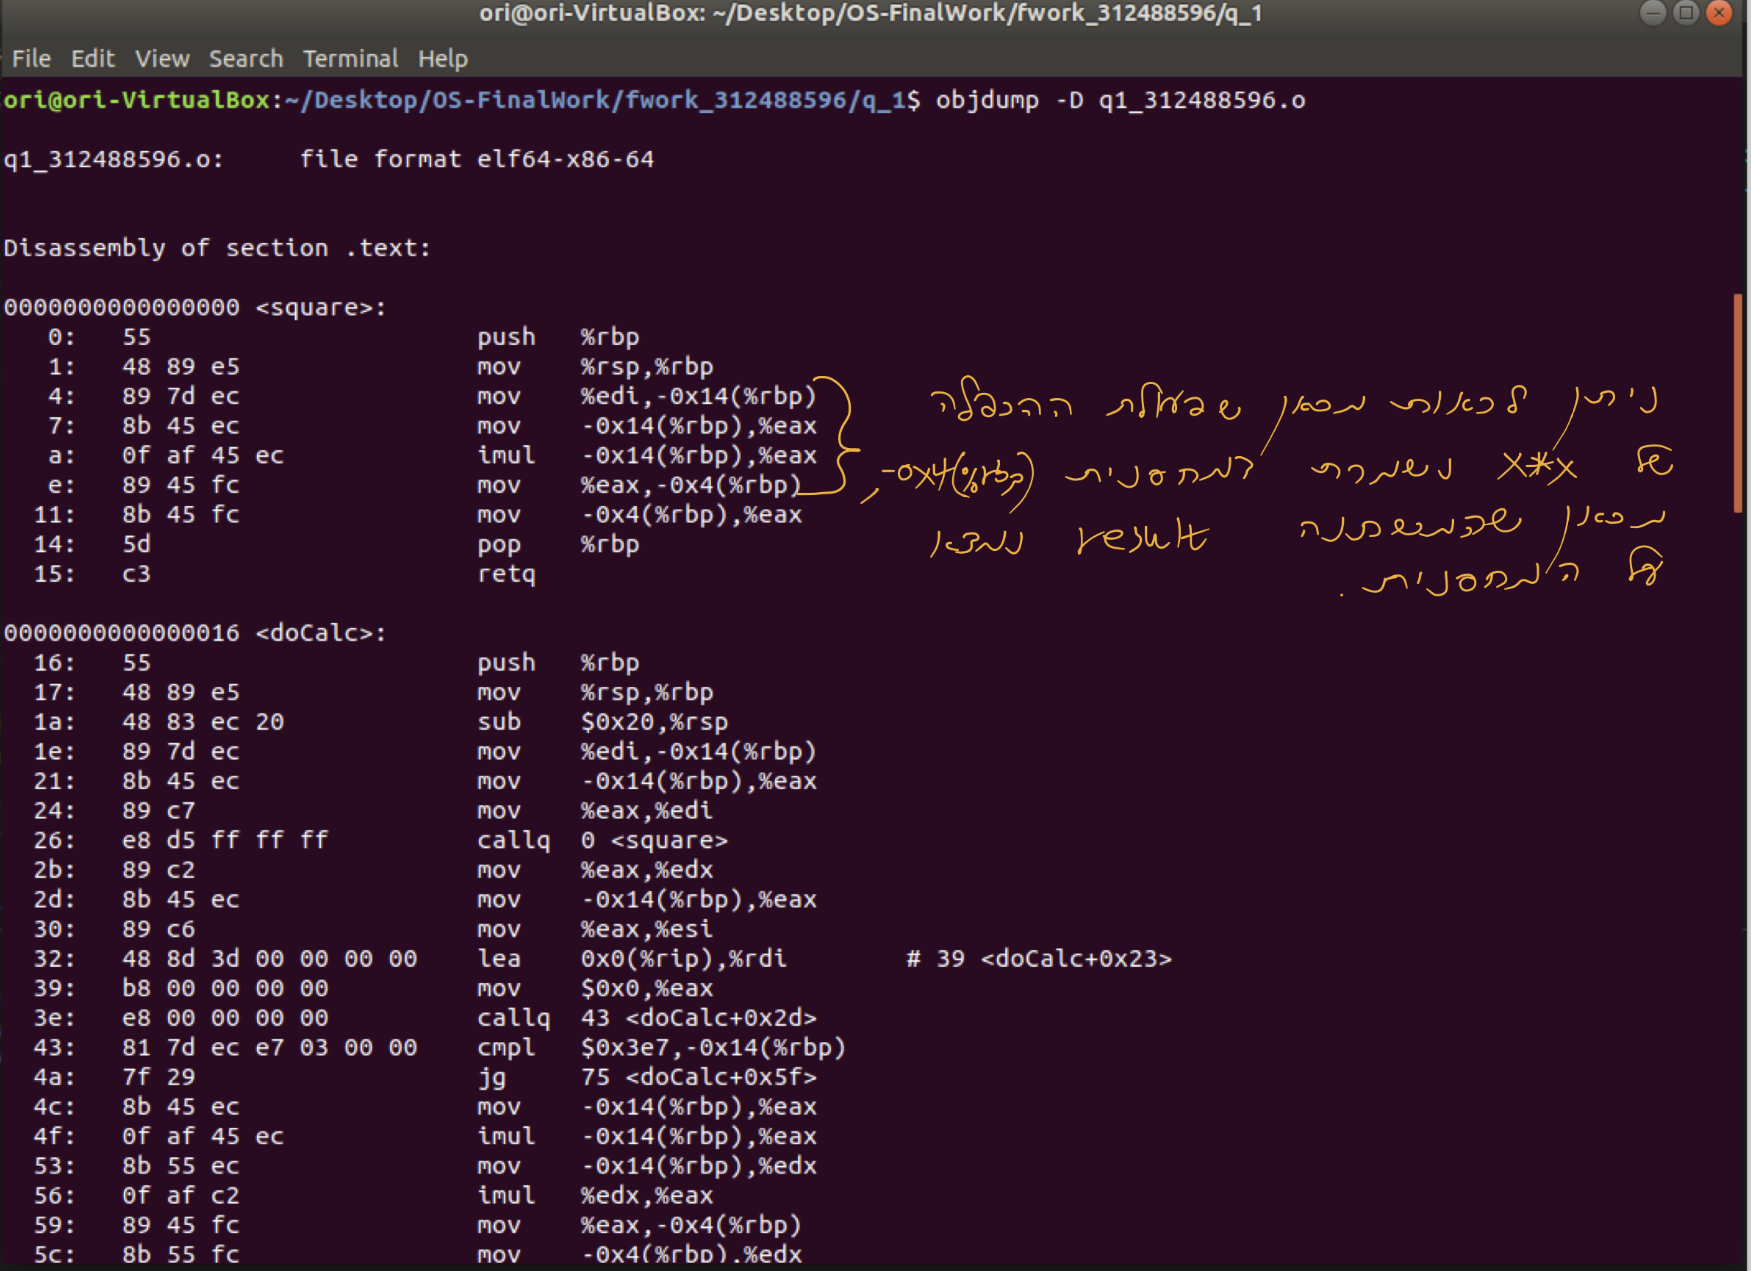 ori@ori-VirtualBox: ~/Desktop/OS-FinalWork/fwork_312488596/q_1
File Edit View Search Terminal Help
ori@ori-VirtualBox:~/Desktop/OS-FinalWork/fwork_312488596/q_1$ objdump -D q1_312488596.o
q1_312488596.o:     file format elf64-x86-64
Disassembly of section .text:
0000000000000000 <square>:
0: 55 push %rbp
1: 48 89 e5 mov %rsp,%rbp
4: 89 7d ec mov %edi,-0x14(%rbp)
7: 8b 45 ec mov -0x14(%rbp),%eax
a: 0f af 45 ec imul -0x14(%rbp),%eax
e: 89 45 fc mov %eax,-0x4(%rbp)
11: 8b 45 fc mov -0x4(%rbp),%eax
14: 5d pop %rbp
15: c3 retq
ניתן לראות מכאן שפעולת ההכפלה
של x*x נשמרת במחסנית -0x4(%rbp),
מכאן שהמשתנה result נמצא
על המחסנית.
0000000000000016 <doCalc>:
16: 55 push %rbp
17: 48 89 e5 mov %rsp,%rbp
1a: 48 83 ec 20 sub $0x20,%rsp
1e: 89 7d ec mov %edi,-0x14(%rbp)
21: 8b 45 ec mov -0x14(%rbp),%eax
24: 89 c7 mov %eax,%edi
26: e8 d5 ff ff ff callq 0 <square>
2b: 89 c2 mov %eax,%edx
2d: 8b 45 ec mov -0x14(%rbp),%eax
30: 89 c6 mov %eax,%esi
32: 48 8d 3d 00 00 00 00 lea 0x0(%rip),%rdi # 39 <doCalc+0x23>
39: b8 00 00 00 00 mov $0x0,%eax
3e: e8 00 00 00 00 callq 43 <doCalc+0x2d>
43: 81 7d ec e7 03 00 00 cmpl $0x3e7,-0x14(%rbp)
4a: 7f 29 jg 75 <doCalc+0x5f>
4c: 8b 45 ec mov -0x14(%rbp),%eax
4f: 0f af 45 ec imul -0x14(%rbp),%eax
53: 8b 55 ec mov -0x14(%rbp),%edx
56: 0f af c2 imul %edx,%eax
59: 89 45 fc mov %eax,-0x4(%rbp)
5c: 8b 55 fc mov -0x4(%rbp),%edx